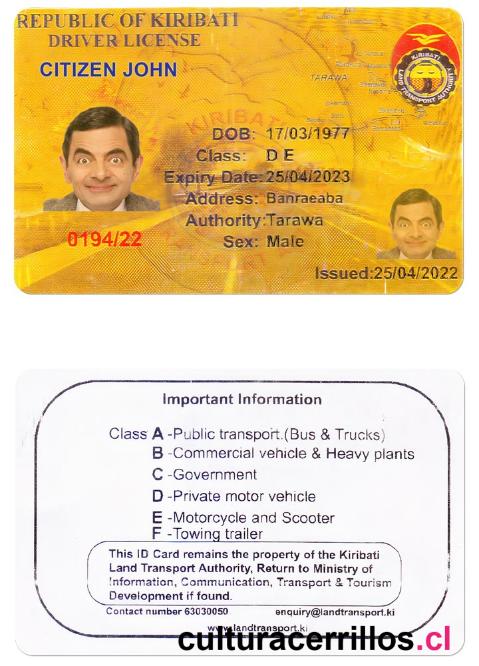 REPUBLIC OF KIRIBATI
DRIVER LICENSE
CITIZEN JOHN
KIRIBATI
LAND TRANSPORT AUTHORITY
TARAWA
KIRIBATI
DOB: 17/03/1977
Class: D E
Expiry Date: 25/04/2023
Address: Banraeaba
Authority: Tarawa
Sex: Male
0194/22
Issued: 25/04/2022
Important Information
Class A -Public transport.(Bus & Trucks)
B -Commercial vehicle & Heavy plants
C -Government
D -Private motor vehicle
E -Motorcycle and Scooter
F -Towing trailer
This ID Card remains the property of the Kiribati
Land Transport Authority, Return to Ministry of
Information, Communication, Transport & Tourism
Development if found.
Contact number 63030050 enquiry@landtransport.ki
www.landtransport.ki
culturacerrillos.cl